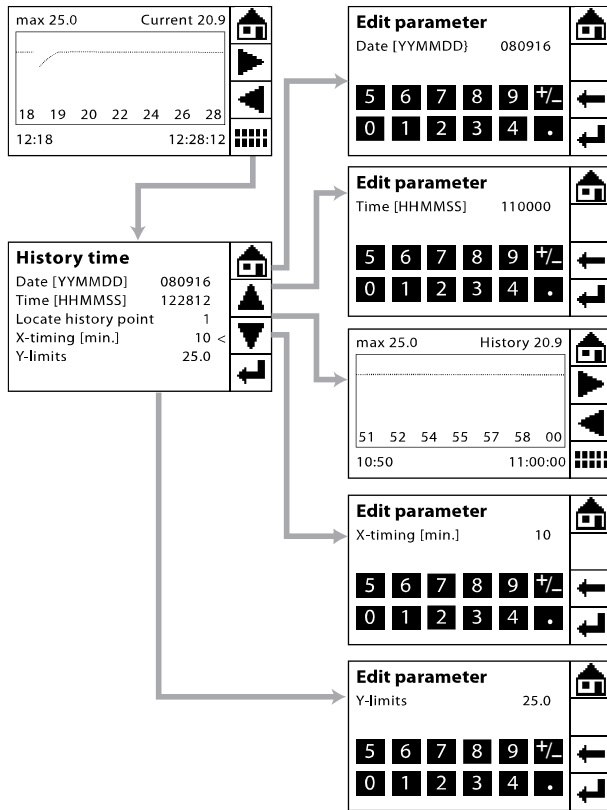 max 25.0 Current 20.9
18 19 20 22 24 26 28
12:18 12:28:12
History time
Date [YYMMDD] 080916
Time [HHMMSS] 122812
Locate history point 1
X-timing [min.] 10 <
Y-limits 25.0
Edit parameter
Date [YYMMDD} 080916
5 6 7 8 9 +/-
0 1 2 3 4 .
Edit parameter
Time [HHMMSS] 110000
5 6 7 8 9 +/-
0 1 2 3 4 .
max 25.0 History 20.9
51 52 54 55 57 58 00
10:50 11:00:00
Edit parameter
X-timing [min.] 10
5 6 7 8 9 +/-
0 1 2 3 4 .
Edit parameter
Y-limits 25.0
5 6 7 8 9 +/-
0 1 2 3 4 .